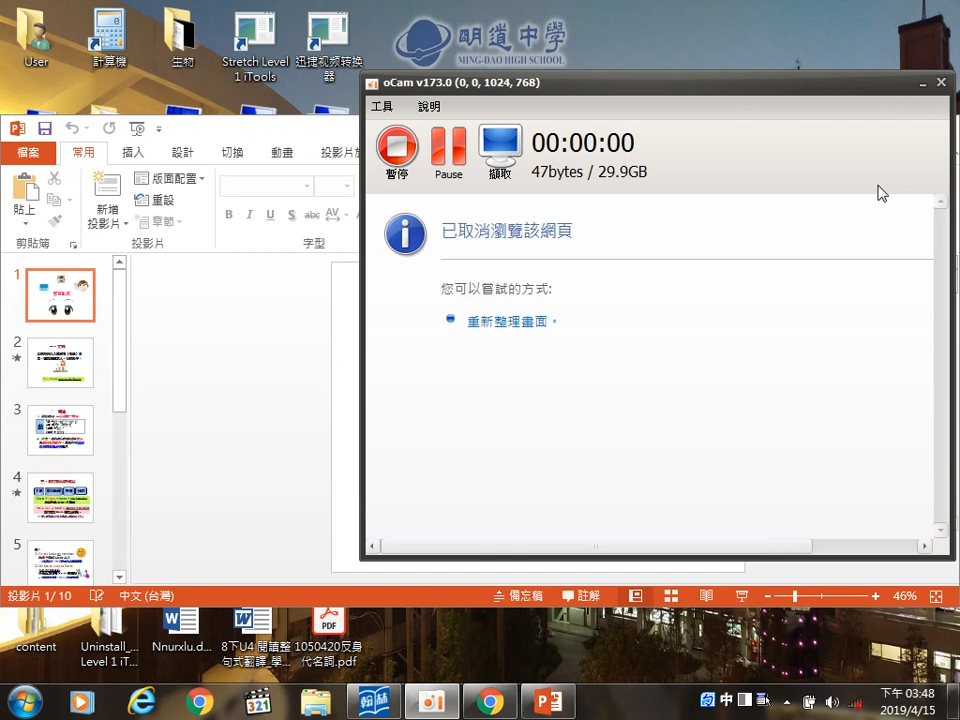 User
計算機
生物
Stretch Level
1 iTools
迅捷视频转换
器
明道中學
MING-DAO HIGH SCHOOL
oCam v173.0 (0, 0, 1024, 768)
工具 說明
暫停
Pause
擷取
00:00:00
47bytes / 29.9GB
已取消瀏覽該網頁
您可以嘗試的方式:
重新整理畫面。
檔案 常用 插入 設計 切換 動畫
貼上
新增
投影片
版面配置
重設
章節
B I U S abc AV
剪貼簿 投影片 字型
1
2
3
4
5
投影片 1/ 10 中文 (台灣) 備忘稿 註解 46%
content
Uninstall_...
Level 1 iT...
Nnurxlu.d...
8下U4 閱讀整
句式翻譯_學...
PDF
1050420反身
代名詞.pdf
321
翰林
中
下午 03:48
2019/4/15